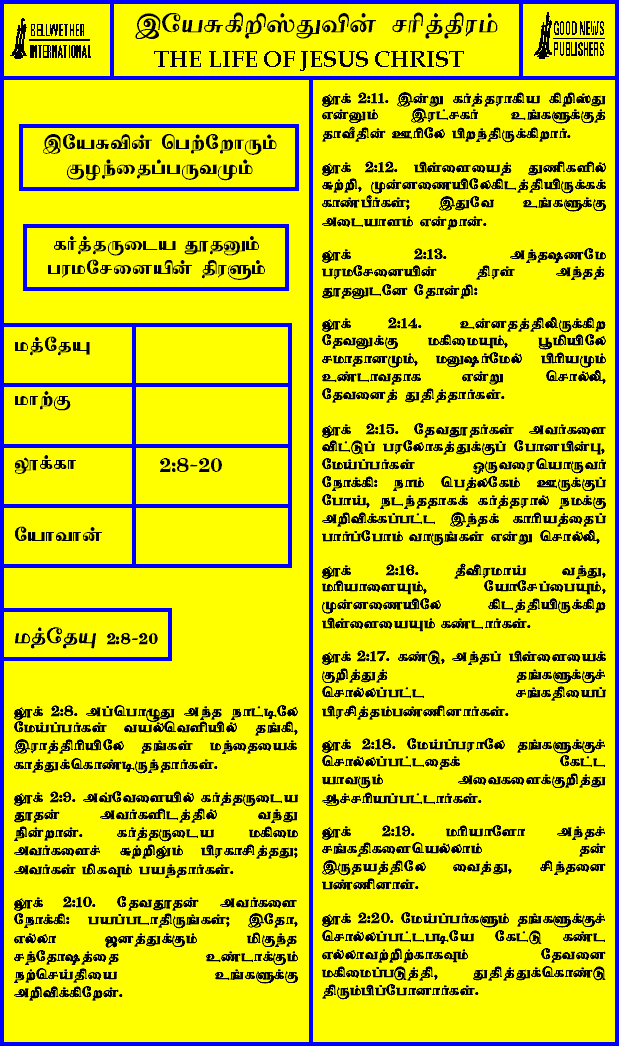 BELLWETHER
INTERNATIONAL
இயேசுகிறிஸ்துவின் சரித்திரம்
THE LIFE OF JESUS CHRIST
GOOD NEWS
PUBLISHERS
இயேசுவின் பெற்றோரும்
குழந்தைப்பருவமும்
கர்த்தருடைய தூதனும்
பரமசேனையின் திரளும்
மத்தேயு
மாற்கு
லூக்கா 2:8-20
யோவான்
மத்தேயு 2:8-20
லூக் 2:8. அப்பொழுது அந்த நாட்டிலே
மேய்ப்பர்கள் வயல்வெளியில் தங்கி,
இராத்திரியிலே தங்கள் மந்தையைக்
காத்துக்கொண்டிருந்தார்கள்.
லூக் 2:9. அவ்வேளையில் கர்த்தருடைய
தூதன் அவர்களிடத்தில் வந்து
நின்றான். கர்த்தருடைய மகிமை
அவர்களைச் சுற்றிலும் பிரகாசித்தது;
அவர்கள் மிகவும் பயந்தார்கள்.
லூக் 2:10. தேவதூதன் அவர்களை
நோக்கி: பயப்படாதிருங்கள்; இதோ,
எல்லா ஜனத்துக்கும் மிகுந்த
சந்தோஷத்தை உண்டாக்கும்
நற்செய்தியை உங்களுக்கு
அறிவிக்கிறேன்.
லூக் 2:11. இன்று கர்த்தராகிய கிறிஸ்து
என்னும் இரட்சகர் உங்களுக்குத்
தாவீதின் ஊரிலே பிறந்திருக்கிறார்.
லூக் 2:12. பிள்ளையைத் துணிகளில்
சுற்றி, முன்னணையிலேகிடத்தியிருக்கக்
காண்பீர்கள்; இதுவே உங்களுக்கு
அடையாளம் என்றான்.
லூக் 2:13. அந்தஷணமே
பரமசேனையின் திரள் அந்தத்
தூதனுடனே தோன்றி:
லூக் 2:14. உன்னதத்திலிருக்கிற
தேவனுக்கு மகிமையும், பூமியிலே
சமாதானமும், மனுஷர்மேல் பிரியமும்
உண்டாவதாக என்று சொல்லி,
தேவனைத் துதித்தார்கள்.
லூக் 2:15. தேவதூதர்கள் அவர்களை
விட்டுப் பரலோகத்துக்குப் போனபின்பு,
மேய்ப்பர்கள் ஒருவரையொருவர்
நோக்கி: நாம் பெத்லகேம் ஊருக்குப்
போய், நடந்ததாகக் கர்த்தரால் நமக்கு
அறிவிக்கப்பட்ட இந்தக் காரியத்தைப்
பார்ப்போம் வாருங்கள் என்று சொல்லி,
லூக் 2:16. தீவிரமாய் வந்து,
மரியாளையும், யோசேப்பையும்,
முன்னணையிலே கிடத்தியிருக்கிற
பிள்ளையையும் கண்டார்கள்.
லூக் 2:17. கண்டு, அந்தப் பிள்ளையைக்
குறித்துத் தங்களுக்குச்
சொல்லப்பட்ட சங்கதியைப்
பிரசித்தம்பண்ணினார்கள்.
லூக் 2:18. மேய்ப்பராலே தங்களுக்குச்
சொல்லப்பட்டதைக் கேட்ட
யாவரும் அவைகளைக்குறித்து
ஆச்சரியப்பட்டார்கள்.
லூக் 2:19. மரியாளோ அந்தச்
சங்கதிகளையெல்லாம் தன்
இருதயத்திலே வைத்து, சிந்தனை
பண்ணினாள்.
லூக் 2:20. மேய்ப்பர்களும் தங்களுக்குச்
சொல்லப்பட்டபடியே கேட்டு கண்ட
எல்லாவற்றிற்காகவும் தேவனை
மகிமைப்படுத்தி, துதித்துக்கொண்டு
திரும்பிப்போனார்கள்.